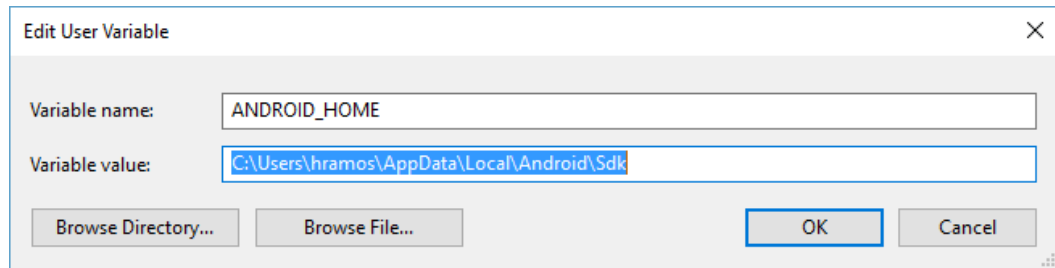 Edit User Variable
Variable name: ANDROID_HOME
Variable value: C:\Users\hramos\AppData\Local\Android\Sdk
Browse Directory... Browse File... OK Cancel